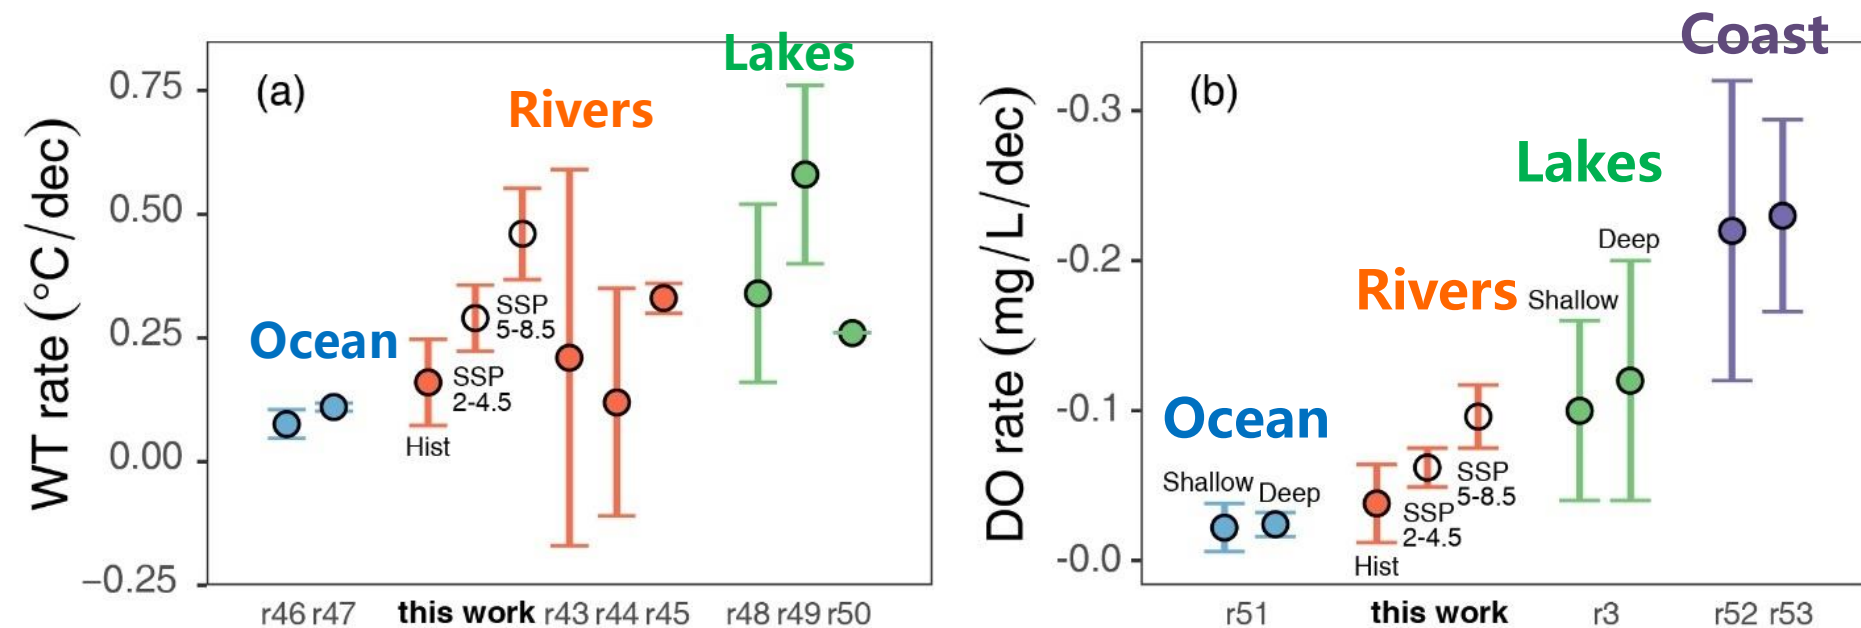 (a)
Lakes
Rivers
Ocean
WT rate (°C/dec)
0.75
0.50
0.25
0.00
−0.25
SSP
5-8.5
SSP
2-4.5
Hist
r46 r47 this work r43 r44 r45 r48 r49 r50
(b)
Coast
Lakes
Rivers
Ocean
DO rate (mg/L/dec)
-0.3
-0.2
-0.1
-0.0
Deep
Shallow
Shallow
Deep
SSP
5-8.5
SSP
2-4.5
Hist
r51 this work r3 r52 r53